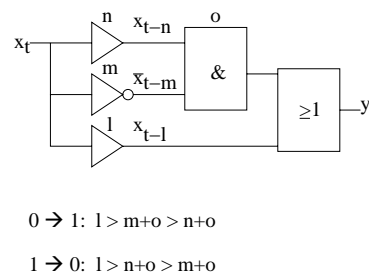 n
o
x_t
x_{t–n}
m
&
x̄_{t–m}
≥1
y
l
x_{t–l}
0 → 1: l > m+o > n+o
1 → 0: l > n+o > m+o